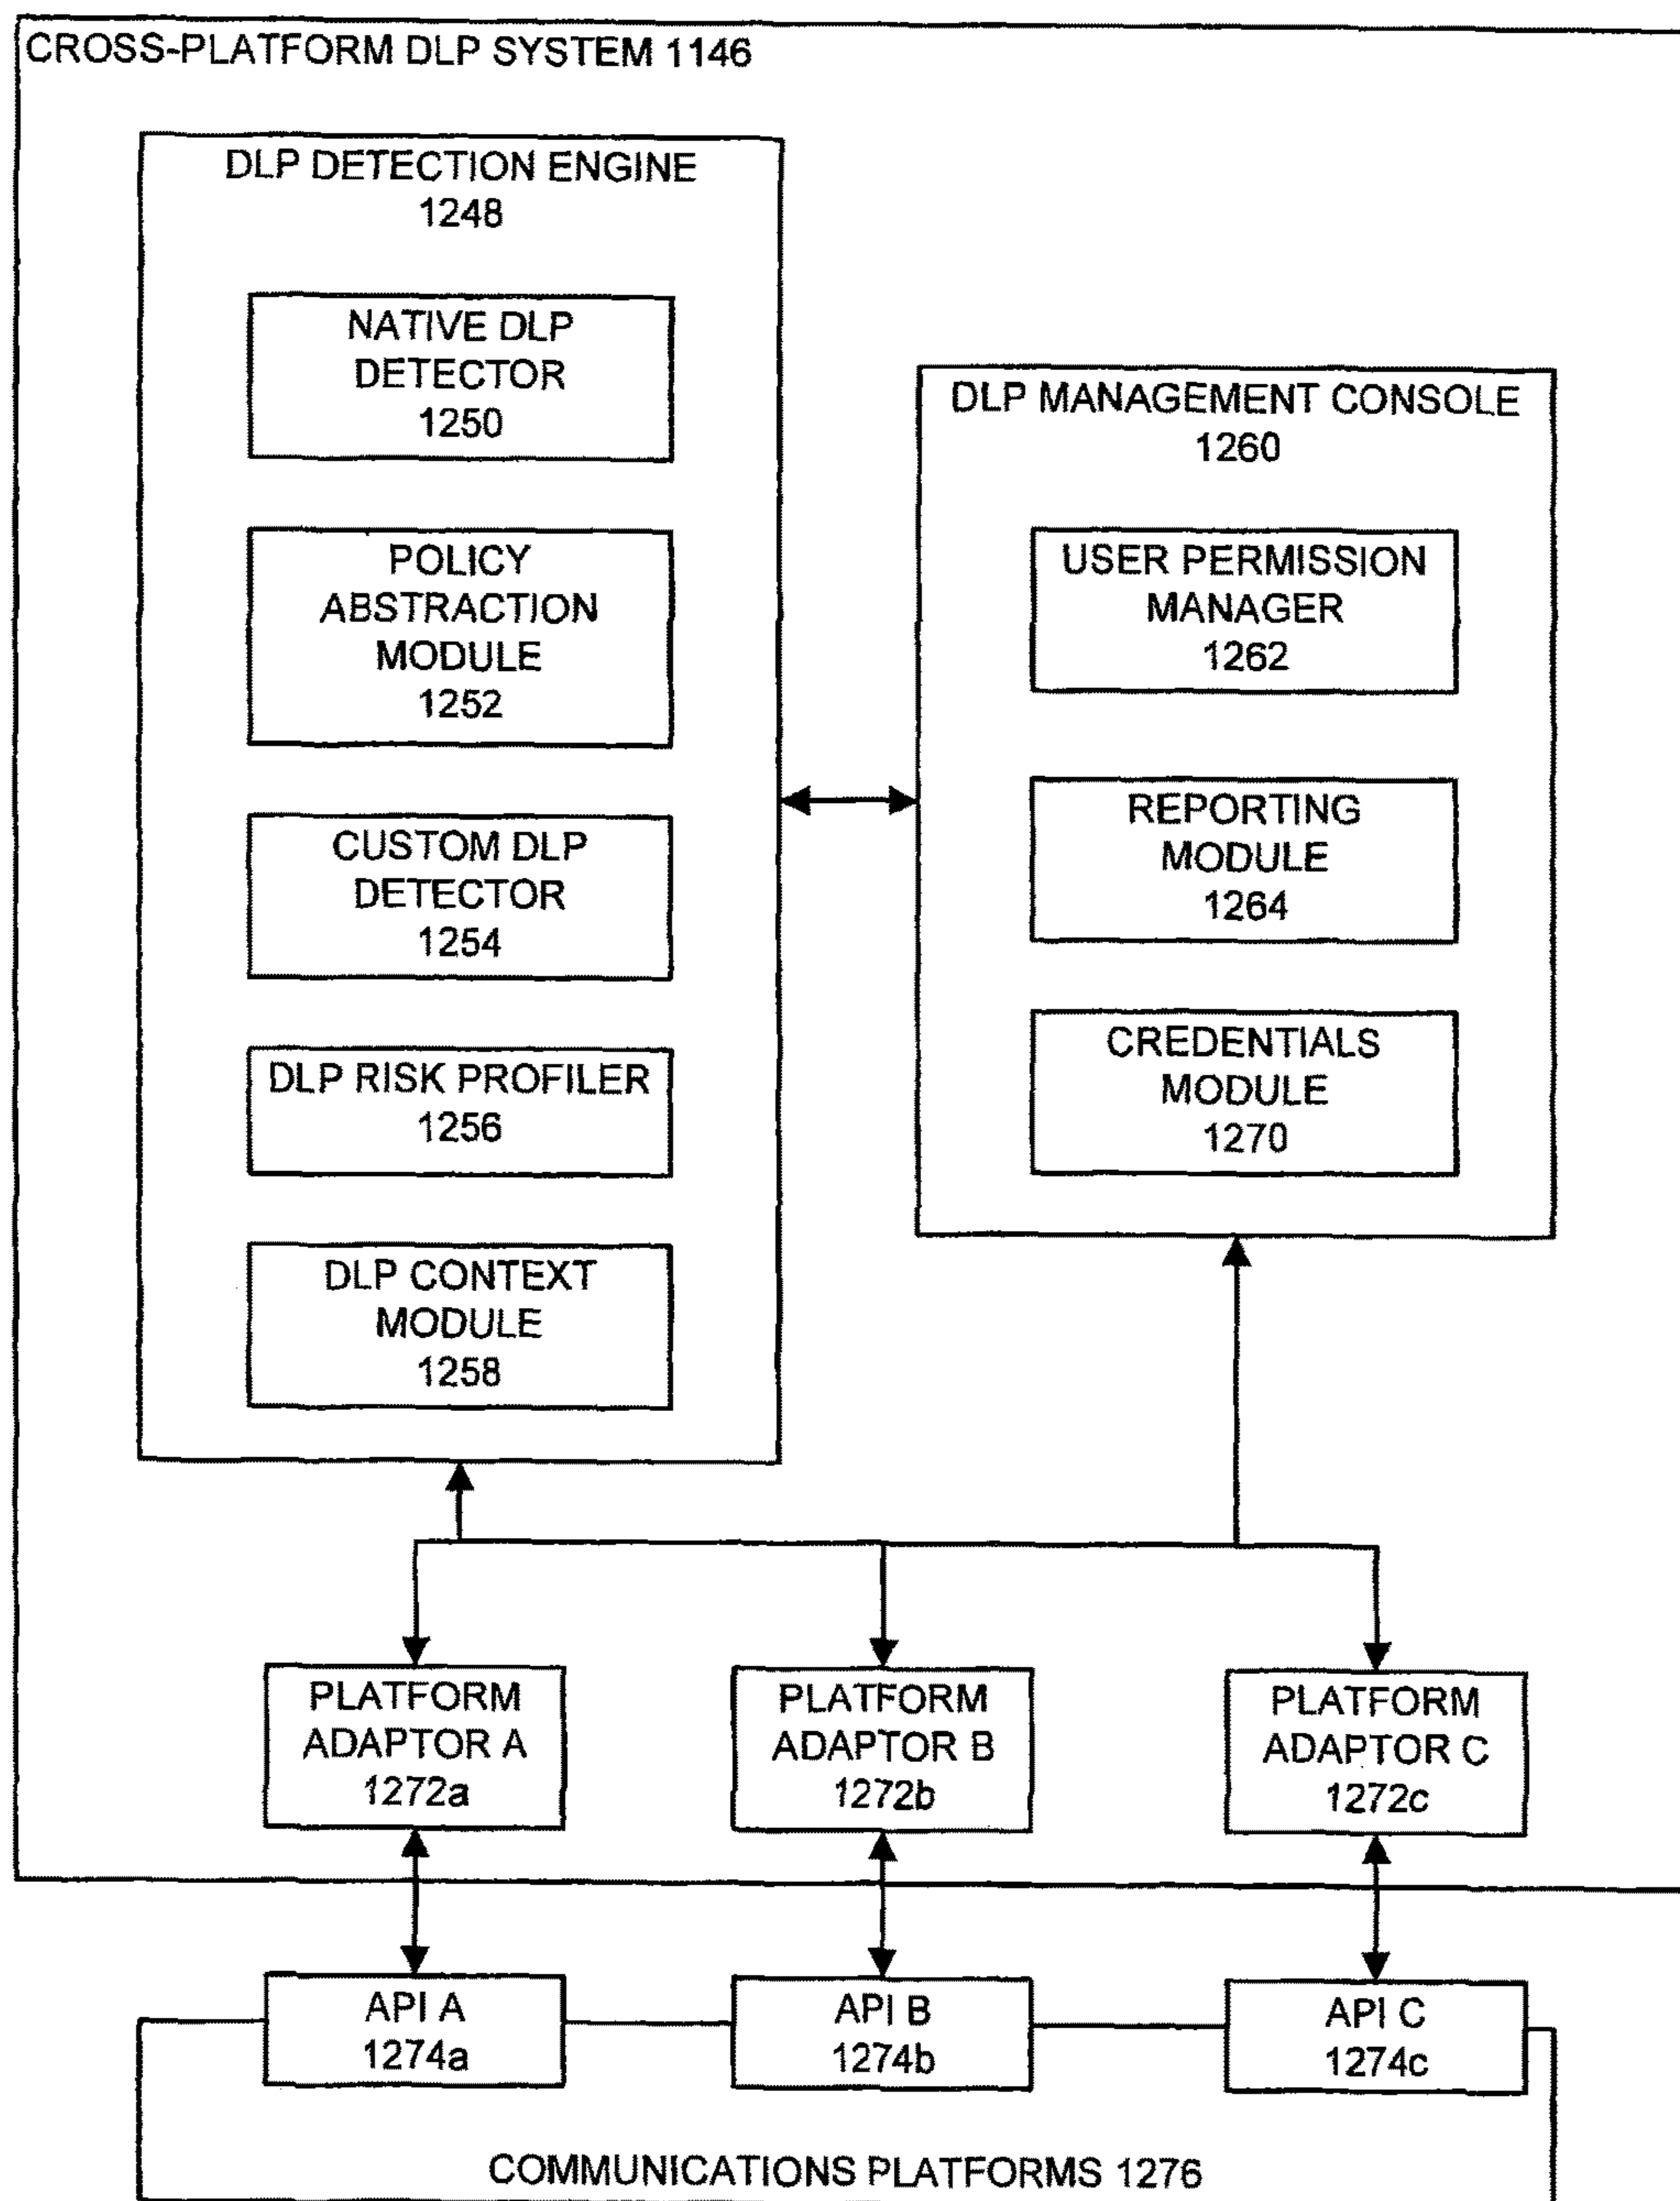 CROSS-PLATFORM DLP SYSTEM 1146
DLP DETECTION ENGINE
1248
NATIVE DLP
DETECTOR
1250
POLICY
ABSTRACTION
MODULE
1252
CUSTOM DLP
DETECTOR
1254
DLP RISK PROFILER
1256
DLP CONTEXT
MODULE
1258
DLP MANAGEMENT CONSOLE
1260
USER PERMISSION
MANAGER
1262
REPORTING
MODULE
1264
CREDENTIALS
MODULE
1270
PLATFORM
ADAPTOR A
1272a
PLATFORM
ADAPTOR B
1272b
PLATFORM
ADAPTOR C
1272c
API A
1274a
API B
1274b
API C
1274c
COMMUNICATIONS PLATFORMS 1276